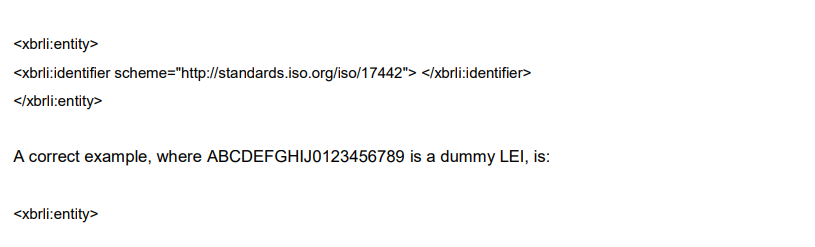 <xbrli:entity>
<xbrli:identifier scheme="http://standards.iso.org/iso/17442"> </xbrli:identifier>
</xbrli:entity>
A correct example, where ABCDEFGHIJ0123456789 is a dummy LEI, is:
<xbrli:entity>